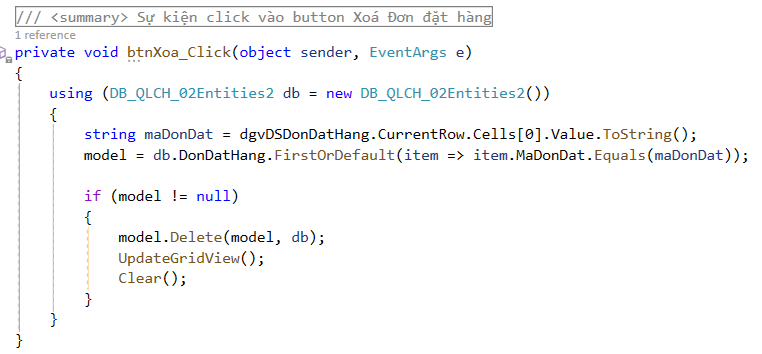 /// <summary> Sự kiện click vào button Xoá Đơn đặt hàng
1 reference
private void btnXoa_Click(object sender, EventArgs e)
{
    using (DB_QLCH_02Entities2 db = new DB_QLCH_02Entities2())
    {
        string maDonDat = dgvDSDonDatHang.CurrentRow.Cells[0].Value.ToString();
        model = db.DonDatHang.FirstOrDefault(item => item.MaDonDat.Equals(maDonDat));

        if (model != null)
        {
            model.Delete(model, db);
            UpdateGridView();
            Clear();
        }
    }
}